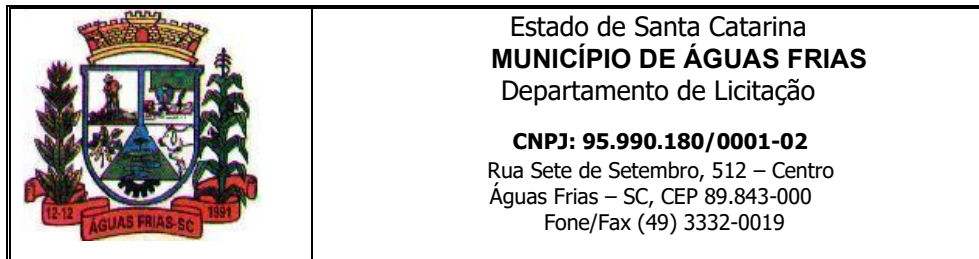 12-12
ÁGUAS FRIAS-SC
1991
Estado de Santa Catarina
MUNICÍPIO DE ÁGUAS FRIAS
Departamento de Licitação
CNPJ: 95.990.180/0001-02
Rua Sete de Setembro, 512 – Centro
Águas Frias – SC, CEP 89.843-000
Fone/Fax (49) 3332-0019